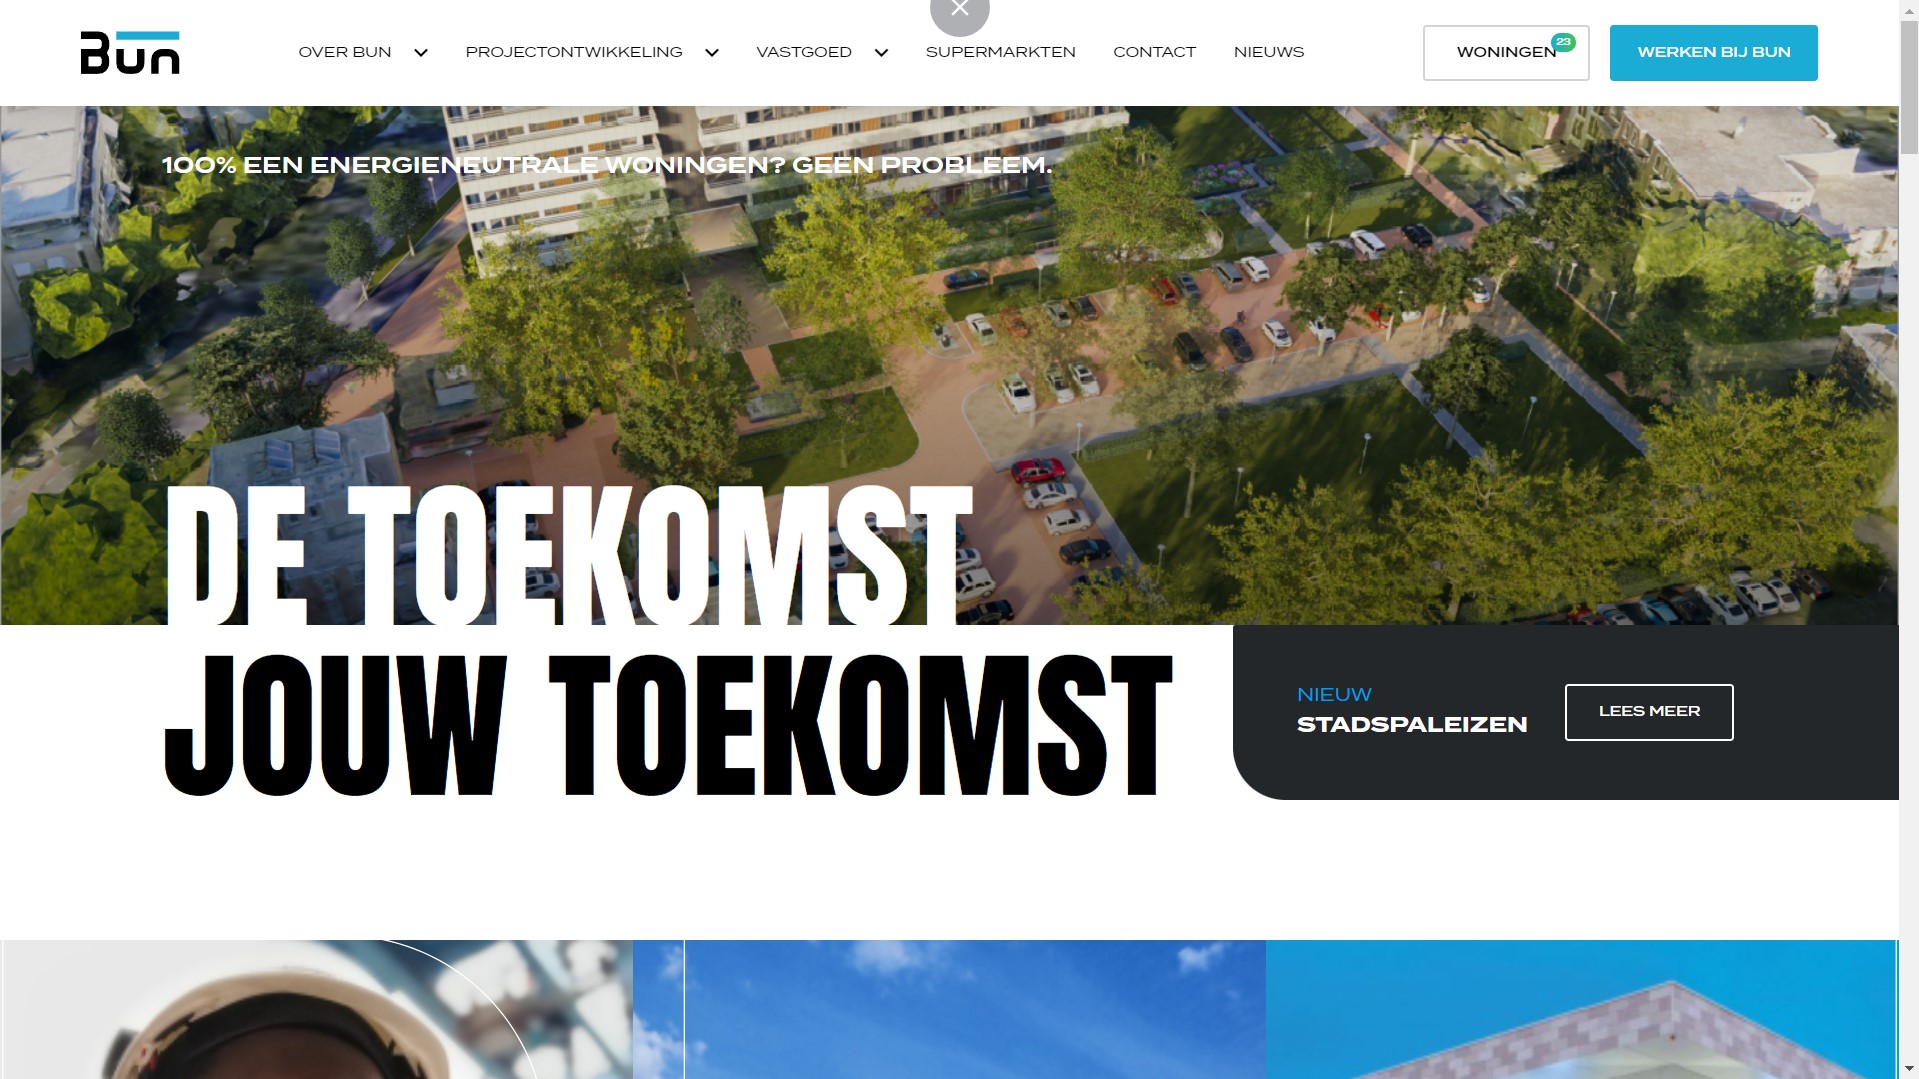 Bun
OVER BUN
PROJECTONTWIKKELING
VASTGOED
SUPERMARKTEN
CONTACT
NIEUWS
WONINGEN
23
WERKEN BIJ BUN
100% EEN ENERGIENEUTRALE WONINGEN? GEEN PROBLEEM.
DE TOEKOMST
JOUW TOEKOMST
NIEUW
STADSPALEIZEN
LEES MEER